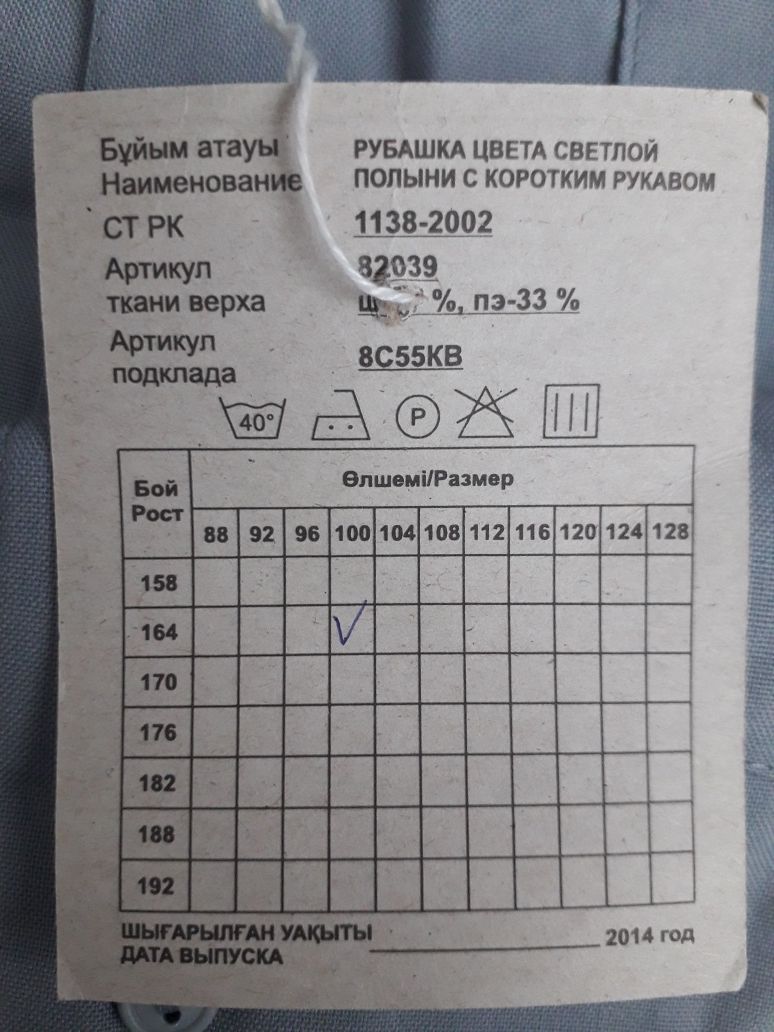 Бұйым атауы
Наименование
РУБАШКА ЦВЕТА СВЕТЛОЙ
ПОЛЫНИ С КОРОТКИМ РУКАВОМ
СТ РК 1138-2002
Артикул
ткани верха
82039
%, пэ-33 %
Артикул
подклада
8С55КВ
40° P
Бой
Рост
Өлшемі/Размер
88 92 96 100 104 108 112 116 120 124 128
158
164 V
170
176
182
188
192
ШЫҒАРЫЛҒАН УАҚЫТЫ
ДАТА ВЫПУСКА
2014 год